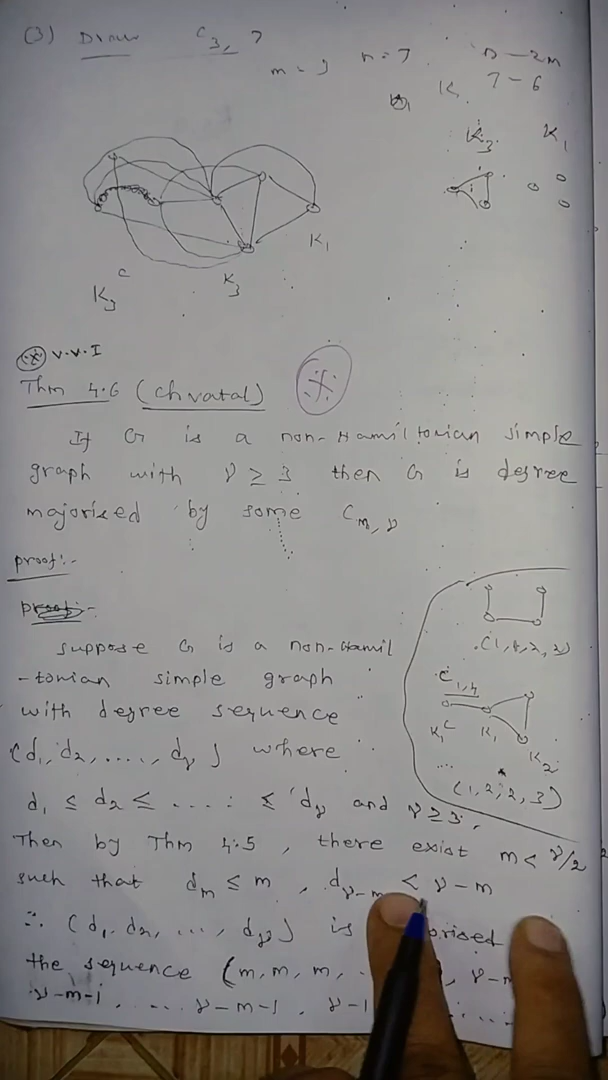 (3) Draw C3, 7
m = 3 n = 7 n - 2m
7 - 6
K1
K3 K1
K1
K3^c K3
V.V.I
Thm 4.6 (Chvatal)
If G is a non-Hamiltonian simple
graph with ν ≥ 3 then G is degree
majorised by some Cm,ν
proof:-
Suppose G is a non-Hamil
-tonian simple graph
with degree sequence
(d1, d2, ...., dν) where
d1 ≤ d2 ≤ .... ≤ dν and ν ≥ 3.
(1, 2, 2)
C1,4
K1^c K1 K2
(1, 2, 2, 3)
Then by Thm 4.5, there exist m < ν/2
such that dm ≤ m, dν-m < ν - m
∴ (d1, d2, ..., dν) is
the sequence (m, m, m,
ν-m-1, .... ν-m-1, ν-1